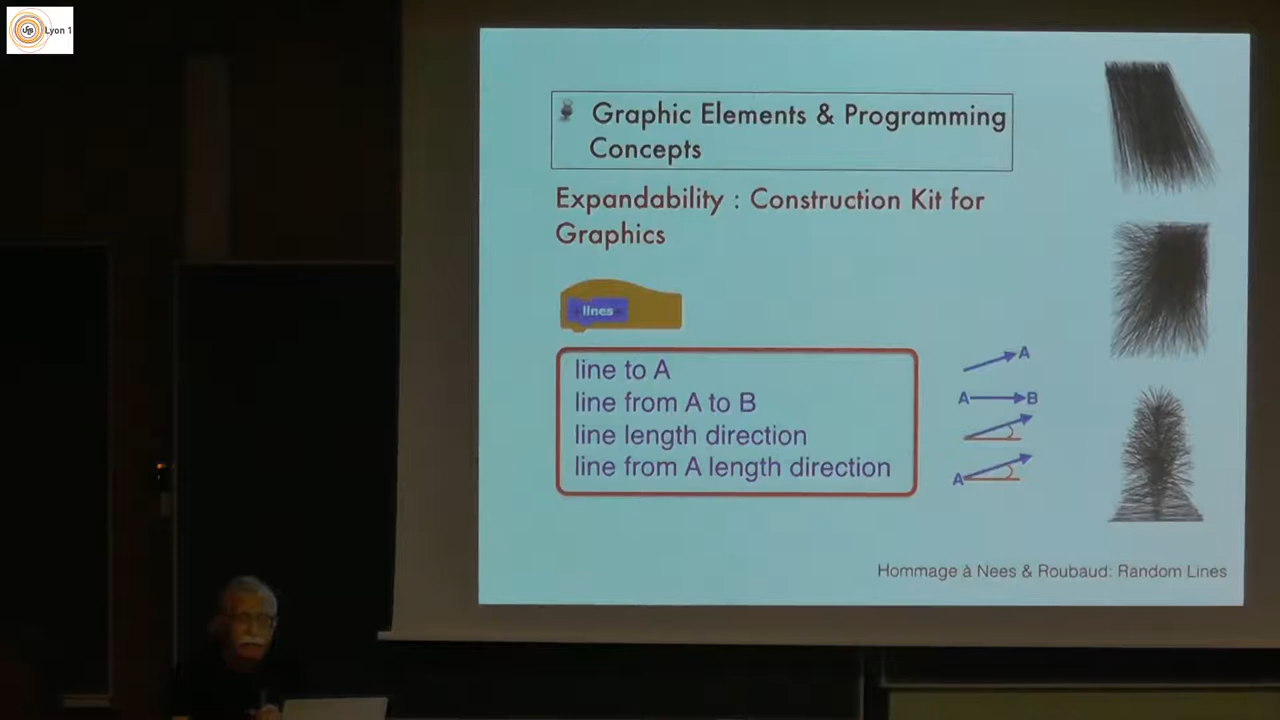 UCB Lyon 1
Graphic Elements & Programming
Concepts
Expandability : Construction Kit for
Graphics
lines
line to A
line from A to B
line length direction
line from A length direction
A
A B
A
Hommage à Nees & Roubaud: Random Lines